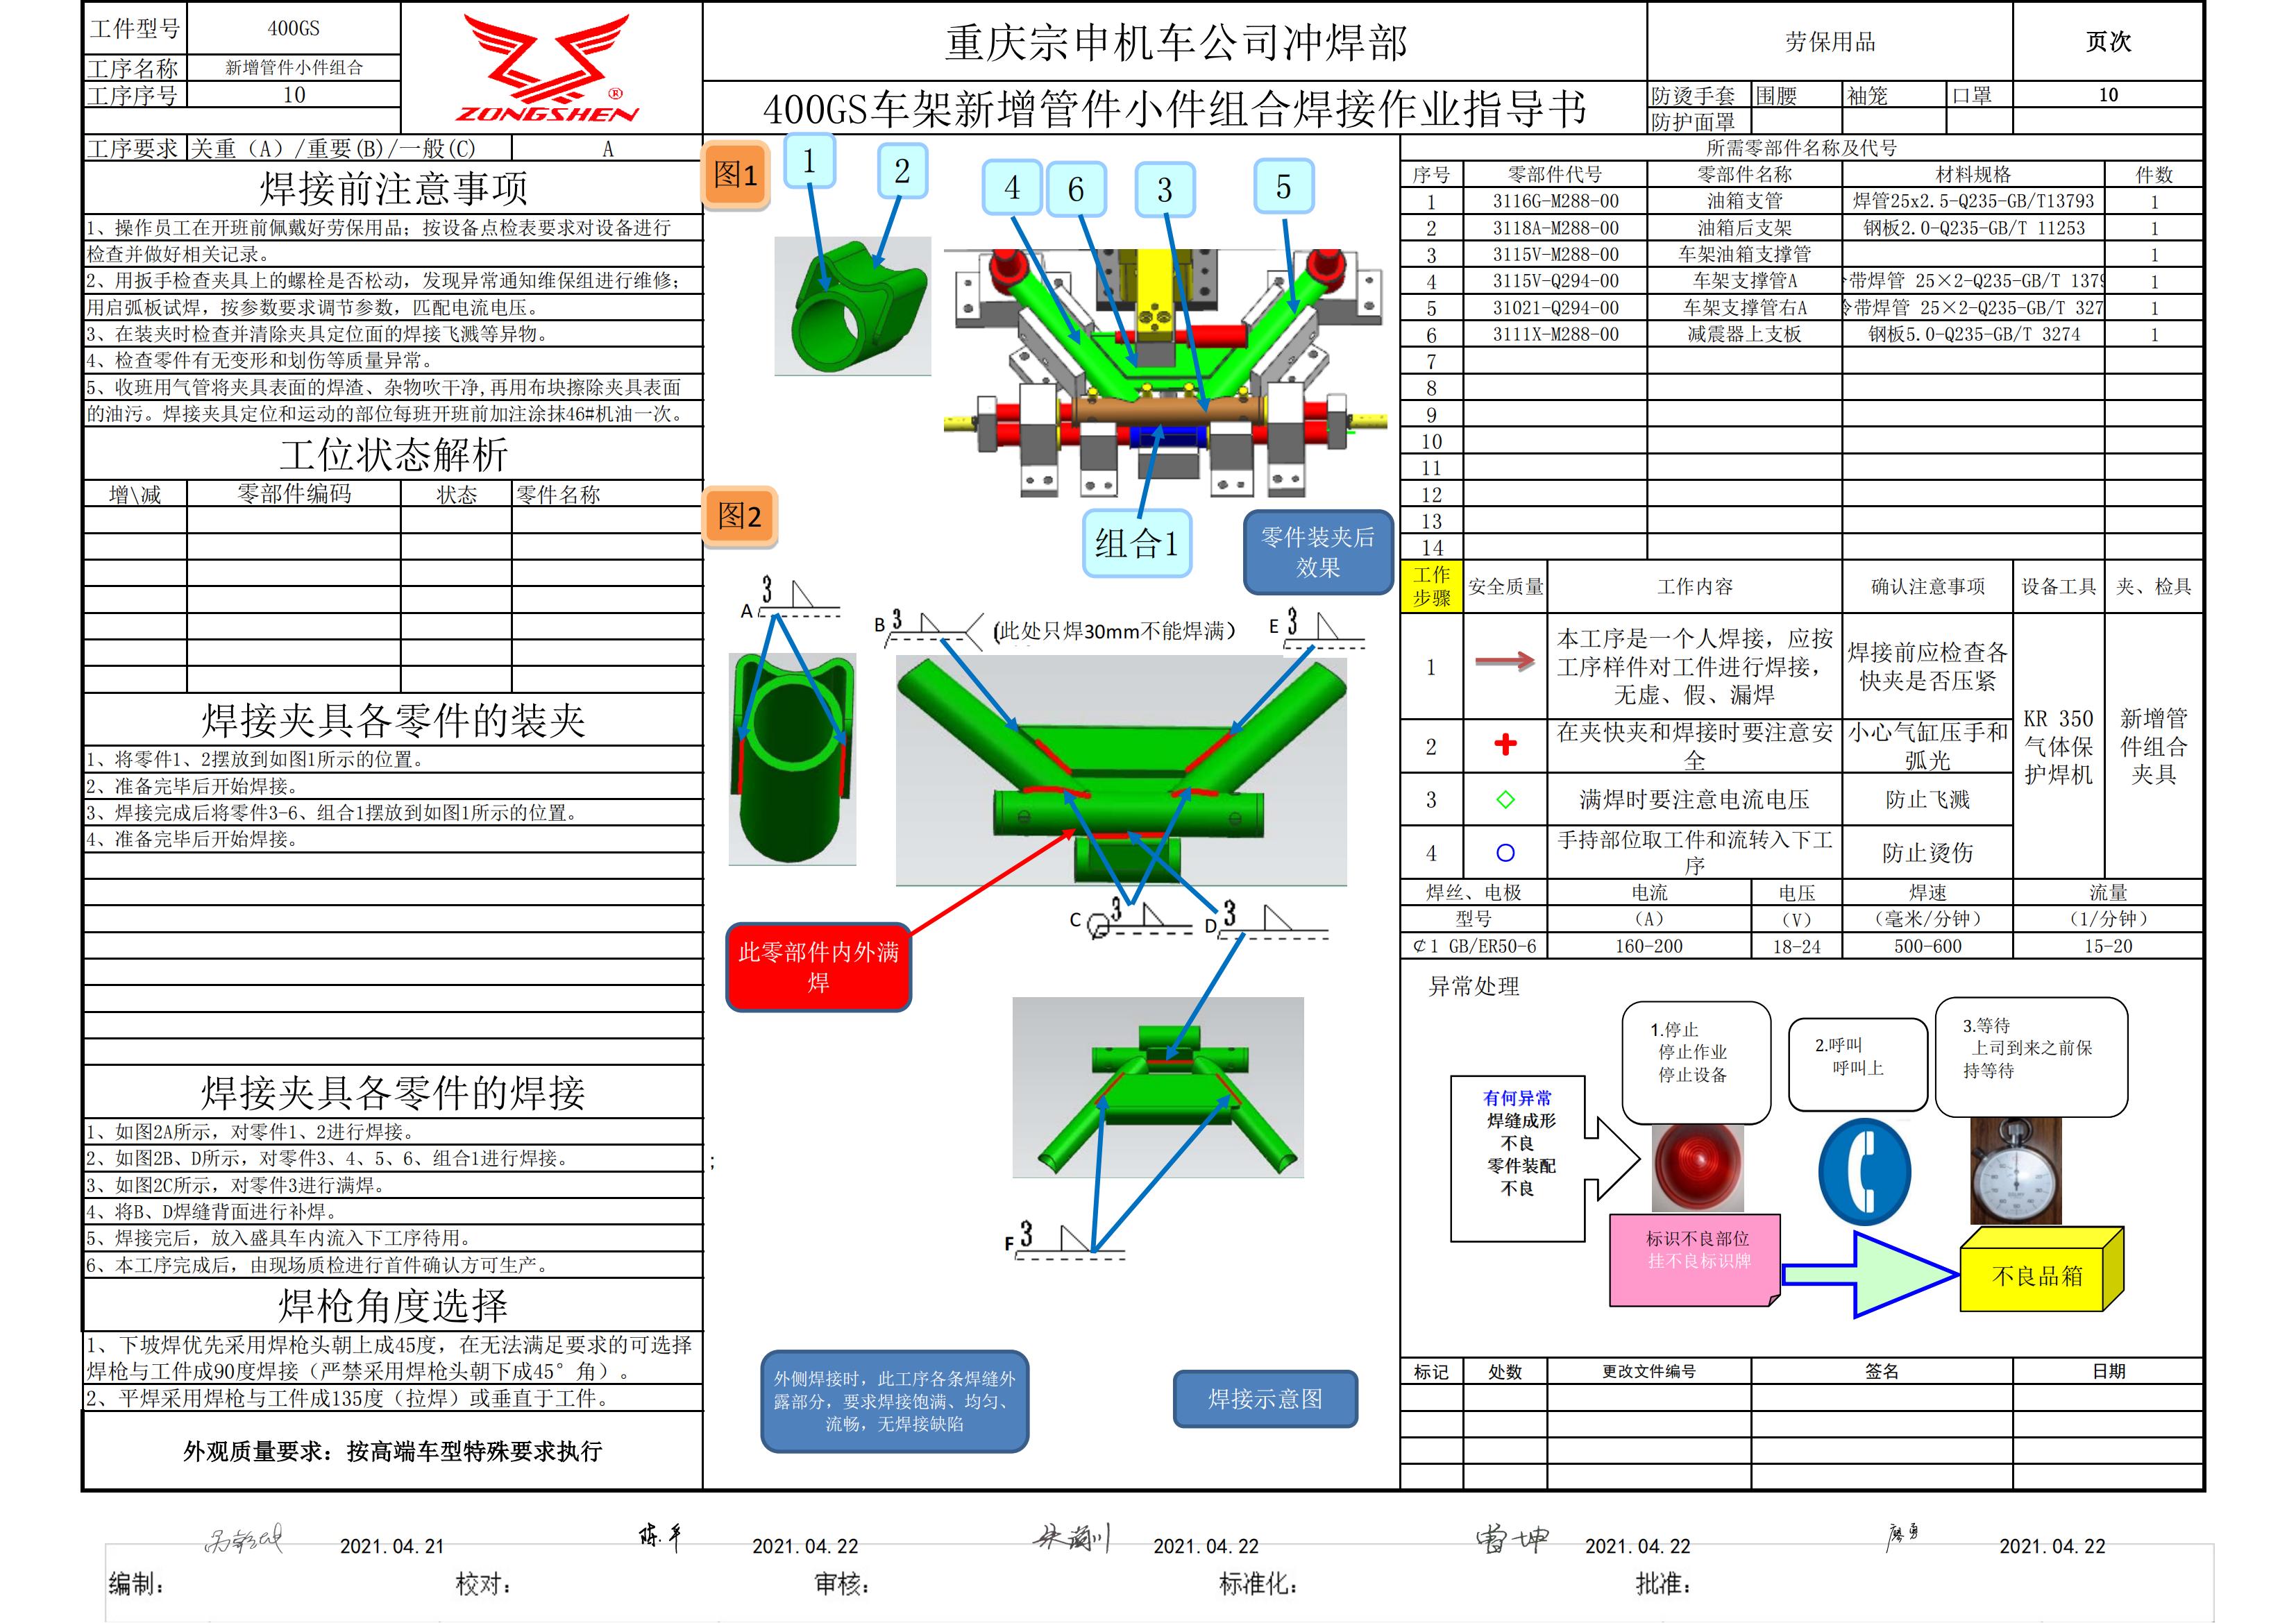 工件型号 400GS
工序名称 新增管件小件组合
工序序号 10
ZONGSHEN ®
重庆宗申机车公司冲焊部
400GS车架新增管件小件组合焊接作业指导书
劳保用品 页次
防烫手套 围腰 袖笼 口罩 10
防护面罩
工序要求 关重（A）/重要(B)/一般(C) A
焊接前注意事项
1、操作员工在开班前佩戴好劳保用品；按设备点检表要求对设备进行
检查并做好相关记录。
2、用扳手检查夹具上的螺栓是否松动，发现异常通知维保组进行维修；
用启弧板试焊，按参数要求调节参数，匹配电流电压。
3、在装夹时检查并清除夹具定位面的焊接飞溅等异物。
4、检查零件有无变形和划伤等质量异常。
5、收班用气管将夹具表面的焊渣、杂物吹干净,再用布块擦除夹具表面
的油污。焊接夹具定位和运动的部位每班开班前加注涂抹46#机油一次。
工位状态解析
增\减 零部件编码 状态 零件名称
焊接夹具各零件的装夹
1、将零件1、2摆放到如图1所示的位置。
2、准备完毕后开始焊接。
3、焊接完成后将零件3-6、组合1摆放到如图1所示的位置。
4、准备完毕后开始焊接。
焊接夹具各零件的焊接
1、如图2A所示，对零件1、2进行焊接。
2、如图2B、D所示，对零件3、4、5、6、组合1进行焊接。
3、如图2C所示，对零件3进行满焊。
4、将B、D焊缝背面进行补焊。
5、焊接完后，放入盛具车内流入下工序待用。
6、本工序完成后，由现场质检进行首件确认方可生产。
焊枪角度选择
1、下坡焊优先采用焊枪头朝上成45度，在无法满足要求的可选择
焊枪与工件成90度焊接（严禁采用焊枪头朝下成45°角）。
2、平焊采用焊枪与工件成135度（拉焊）或垂直于工件。
外观质量要求：按高端车型特殊要求执行
图1
1
2
4
6
3
5
组合1
零件装夹后
效果
图2
A 3
B 3
(此处只焊30mm不能焊满）
E 3
C 3
D 3
此零部件内外满
焊
;
F 3
外侧焊接时，此工序各条焊缝外
露部分，要求焊接饱满、均匀、
流畅，无焊接缺陷
焊接示意图
所需零部件名称及代号
序号 零部件代号 零部件名称 材料规格 件数
1 3116G-M288-00 油箱支管 焊管25x2.5-Q235-GB/T13793 1
2 3118A-M288-00 油箱后支架 钢板2.0-Q235-GB/T 11253 1
3 3115V-M288-00 车架油箱支撑管 1
4 3115V-Q294-00 车架支撑管A 带焊管 25×2-Q235-GB/T 1379 1
5 31021-Q294-00 车架支撑管右A 冷带焊管 25×2-Q235-GB/T 327 1
6 3111X-M288-00 减震器上支板 钢板5.0-Q235-GB/T 3274 1
7
8
9
10
11
12
13
14
工作
步骤 安全质量 工作内容 确认注意事项 设备工具 夹、检具
1 本工序是一个人焊接，应按
工序样件对工件进行焊接，
无虚、假、漏焊
焊接前应检查各
快夹是否压紧
2 在夹快夹和焊接时要注意安
全
小心气缸压手和
弧光
3 满焊时要注意电流电压 防止飞溅
4 手持部位取工件和流转入下工
序
防止烫伤
KR 350
气体保
护焊机
新增管
件组合
夹具
焊丝、电极 电流 电压 焊速 流量
型号 （A） （V） （毫米/分钟） （1/分钟）
¢1 GB/ER50-6 160-200 18-24 500-600 15-20
异常处理
有何异常
焊缝成形
不良
零件装配
不良
1.停止
停止作业
停止设备
2.呼叫
呼叫上
3.等待
上司到来之前保
持等待
标识不良部位
挂不良标识牌
不良品箱
标记 处数 更改文件编号 签名 日期
2021.04.21 陈平 2021.04.22 2021.04.22 曾坤 2021.04.22 廖勇 2021.04.22
编制： 校对： 审核： 标准化： 批准：